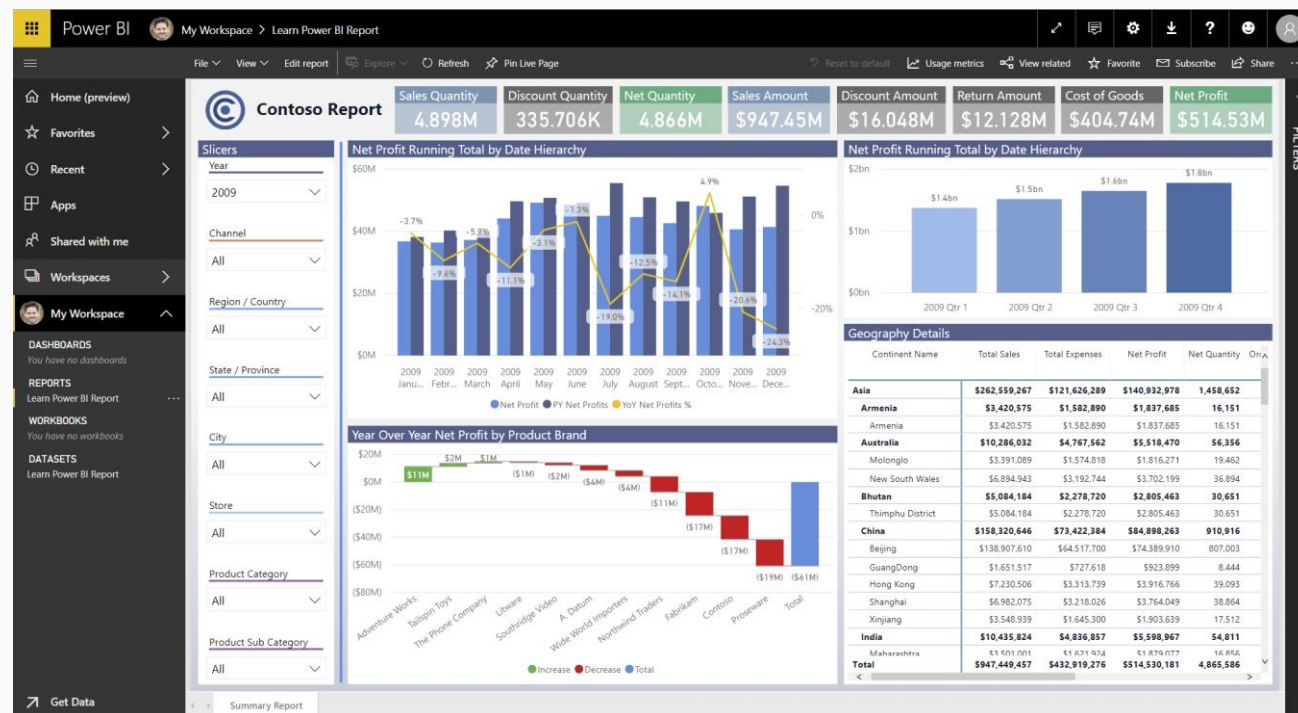 Power BI
My Workspace > Learn Power BI Report
File View Edit report Explore Refresh Pin Live Page Reset to default Usage metrics View related Favorite Subscribe Share
Home (preview)
Favorites
Recent
Apps
Shared with me
Workspaces
My Workspace
DASHBOARDS
You have no dashboards
REPORTS
Learn Power BI Report
WORKBOOKS
You have no workbooks
DATASETS
Learn Power BI Report
Get Data
Contoso Report
Sales Quantity
4.898M
Discount Quantity
335.706K
Net Quantity
4.866M
Sales Amount
$947.45M
Discount Amount
$16.048M
Return Amount
$12.128M
Cost of Goods
$404.74M
Net Profit
$514.53M
FILTERS
Slicers
Year
2009
Channel
All
Region / Country
All
State / Province
All
City
All
Store
All
Product Category
All
Product Sub Category
All
Net Profit Running Total by Date Hierarchy
$60M
$40M
$20M
$0M
0%
-20%
-3.7%
-9.6%
-5.9%
-11.1%
-3.1%
-1.3%
-19.0%
-12.5%
-14.1%
4.9%
-20.6%
-24.3%
2009 2009 2009 2009 2009 2009 2009 2009 2009 2009 2009 2009
Janu... Febr... March April May June July August Sept... Octo... Nove... Dece...
Net Profit PY Net Profits YoY Net Profits %
Year Over Year Net Profit by Product Brand
$20M
$0M
($20M)
($40M)
($60M)
($80M)
$11M
$2M
$1M
($1M)
($2M)
($4M)
($4M)
($11M)
($17M)
($17M)
($19M)
($61M)
Adventure Works
Tailspin Toys
The Phone Company
Litware
Southridge Video
A. Datum
Wide World Importers
Northwind Traders
Fabrikam
Contoso
Proseware
Total
Increase Decrease Total
Net Profit Running Total by Date Hierarchy
$2bn
$1bn
$0bn
$1.4bn
$1.5bn
$1.6bn
$1.8bn
2009 Qtr 1 2009 Qtr 2 2009 Qtr 3 2009 Qtr 4
Geography Details
Continent Name Total Sales Total Expenses Net Profit Net Quantity
Asia $262,559,267 $121,626,289 $140,932,978 1,458,652
Armenia $3,420,575 $1,582,890 $1,837,685 16,151
Armenia $3,420,575 $1,582,890 $1,837,685 16,151
Australia $10,286,032 $4,767,562 $5,518,470 56,356
Molonglo $3,391,089 $1,574,818 $1,816,271 19,462
New South Wales $6,894,943 $3,192,744 $3,702,199 36,894
Bhutan $5,084,184 $2,278,720 $2,805,463 30,651
Thimphu District $5,084,184 $2,278,720 $2,805,463 30,651
China $158,320,646 $73,422,384 $84,898,263 910,916
Beijing $138,907,610 $64,517,700 $74,389,910 807,003
GuangDong $1,651,517 $727,618 $923,899 8,444
Hong Kong $7,230,506 $3,313,739 $3,916,766 39,093
Shanghai $6,982,075 $3,218,026 $3,764,049 38,864
Xinjiang $3,548,939 $1,645,300 $1,903,639 17,512
India $10,435,824 $4,836,857 $5,598,967 54,811
Maharashtra $3,501,001 $1,621,924 $1,879,077 16,856
Total $947,449,457 $432,919,276 $514,530,181 4,865,586
Summary Report